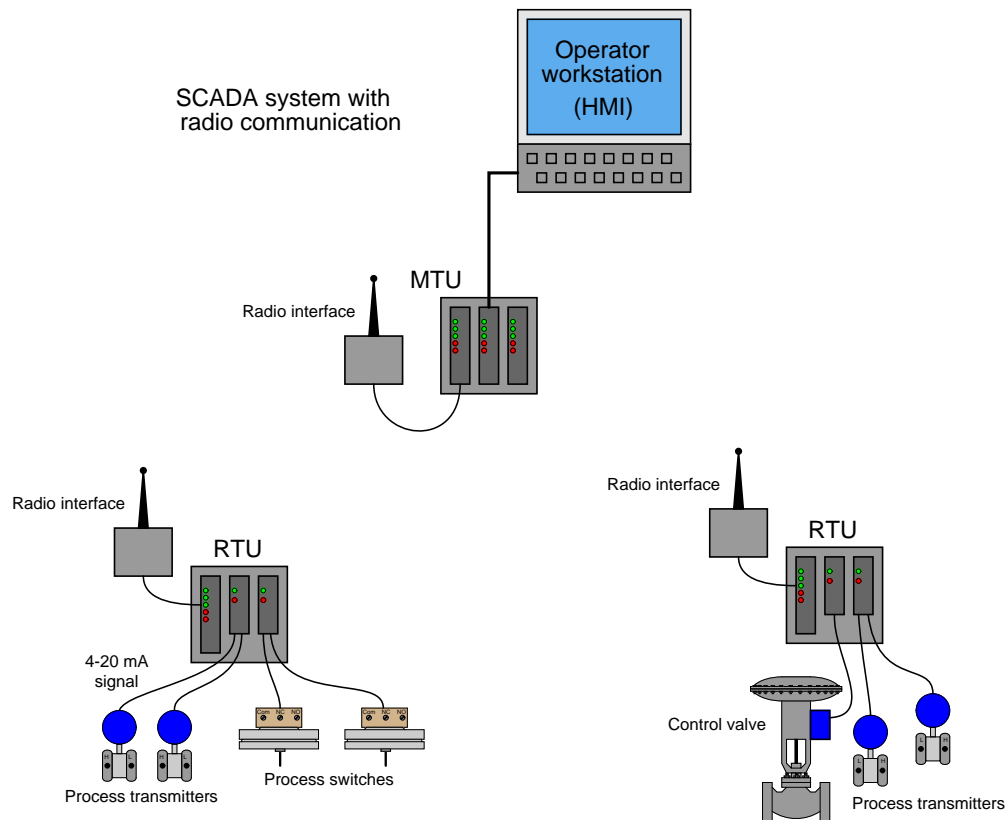 Operator
workstation
(HMI)
SCADA system with
radio communication
MTU
Radio interface
Radio interface
RTU
4-20 mA
signal
Com NC NO
Com NC NO
H L
L H
Process transmitters
Process switches
Radio interface
RTU
Control valve
L H
L H
Process transmitters